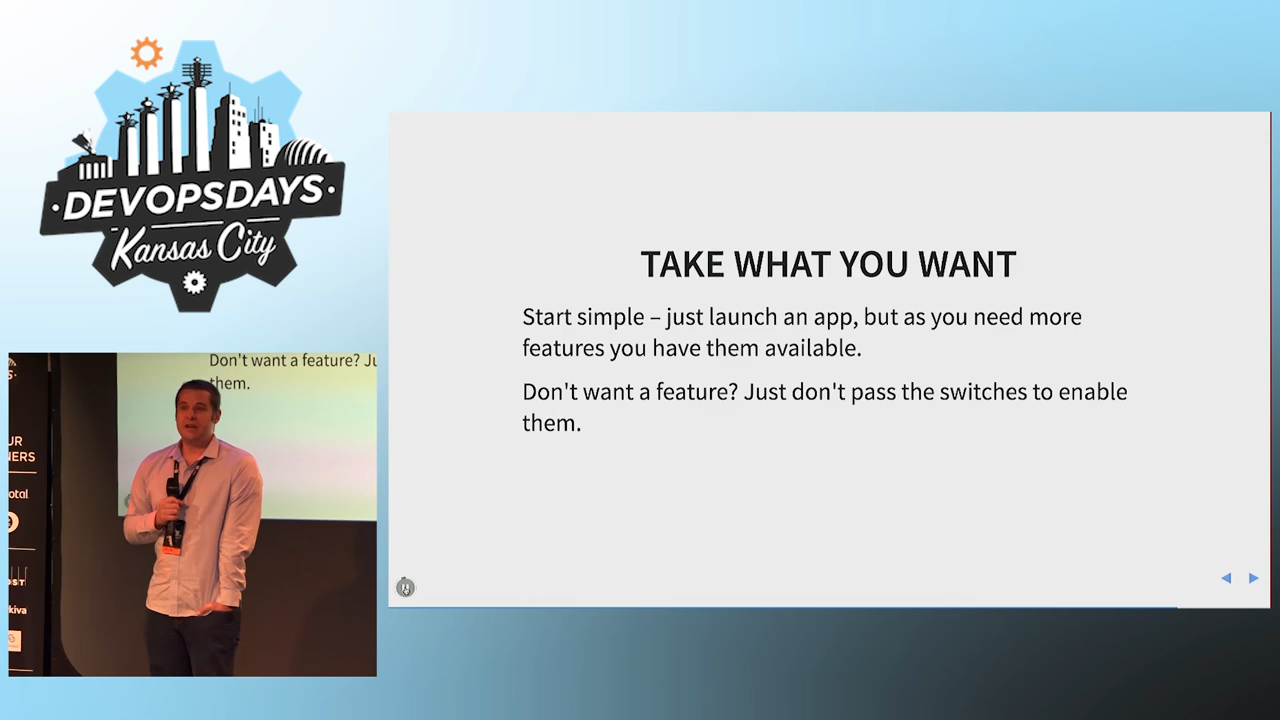 ·DEVOPSDAYS·
Kansas City
TAKE WHAT YOU WANT
Start simple – just launch an app, but as you need more
features you have them available.
Don't want a feature? Just don't pass the switches to enable
them.
Don't want a feature? Ju
them.
UR
NERS
otal
OST
kiva